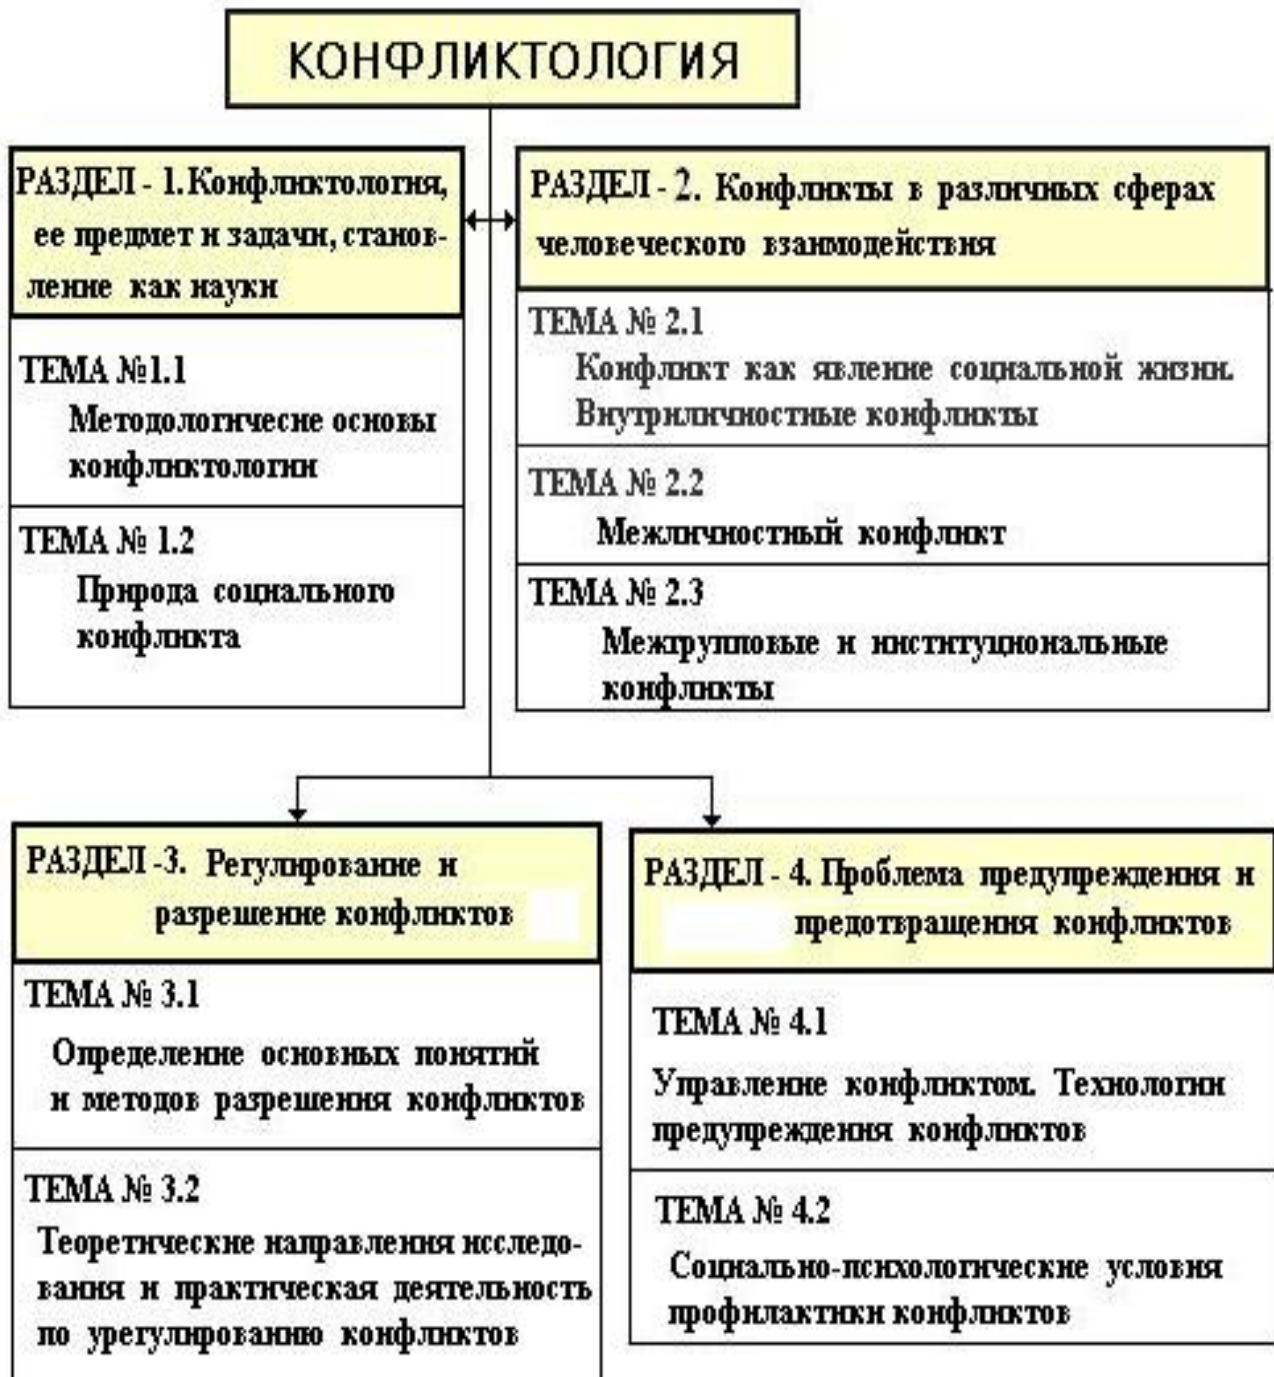 КОНФЛИКТОЛОГИЯ
РАЗДЕЛ - 1. Конфликтология,
ее предмет и задачи, станов-
ление как науки
ТЕМА №1.1
Методологичесне основы
конфликтологии
ТЕМА № 1.2
Природа социального
конфликта
РАЗДЕЛ - 2. Конфликты в различных сферах
человеческого взаимодействия
ТЕМА № 2.1
Конфликт как явление социальной жизни.
Внутриличностные конфликты
ТЕМА № 2.2
Межличностный конфликт
ТЕМА № 2.3
Межгрупповые и институциональные
конфликты
РАЗДЕЛ -3. Регулирование и
разрешение конфликтов
ТЕМА № 3.1
Определение основных понятий
и методов разрешения конфликтов
ТЕМА № 3.2
Теоретические направления исследо-
вания и практическая деятельность
по урегулированию конфликтов
РАЗДЕЛ - 4. Проблема предупреждения и
предотвращения конфликтов
ТЕМА № 4.1
Управление конфликтом. Технологии
предупреждения конфликтов
ТЕМА № 4.2
Социально-психологические условия
профилактики конфликтов